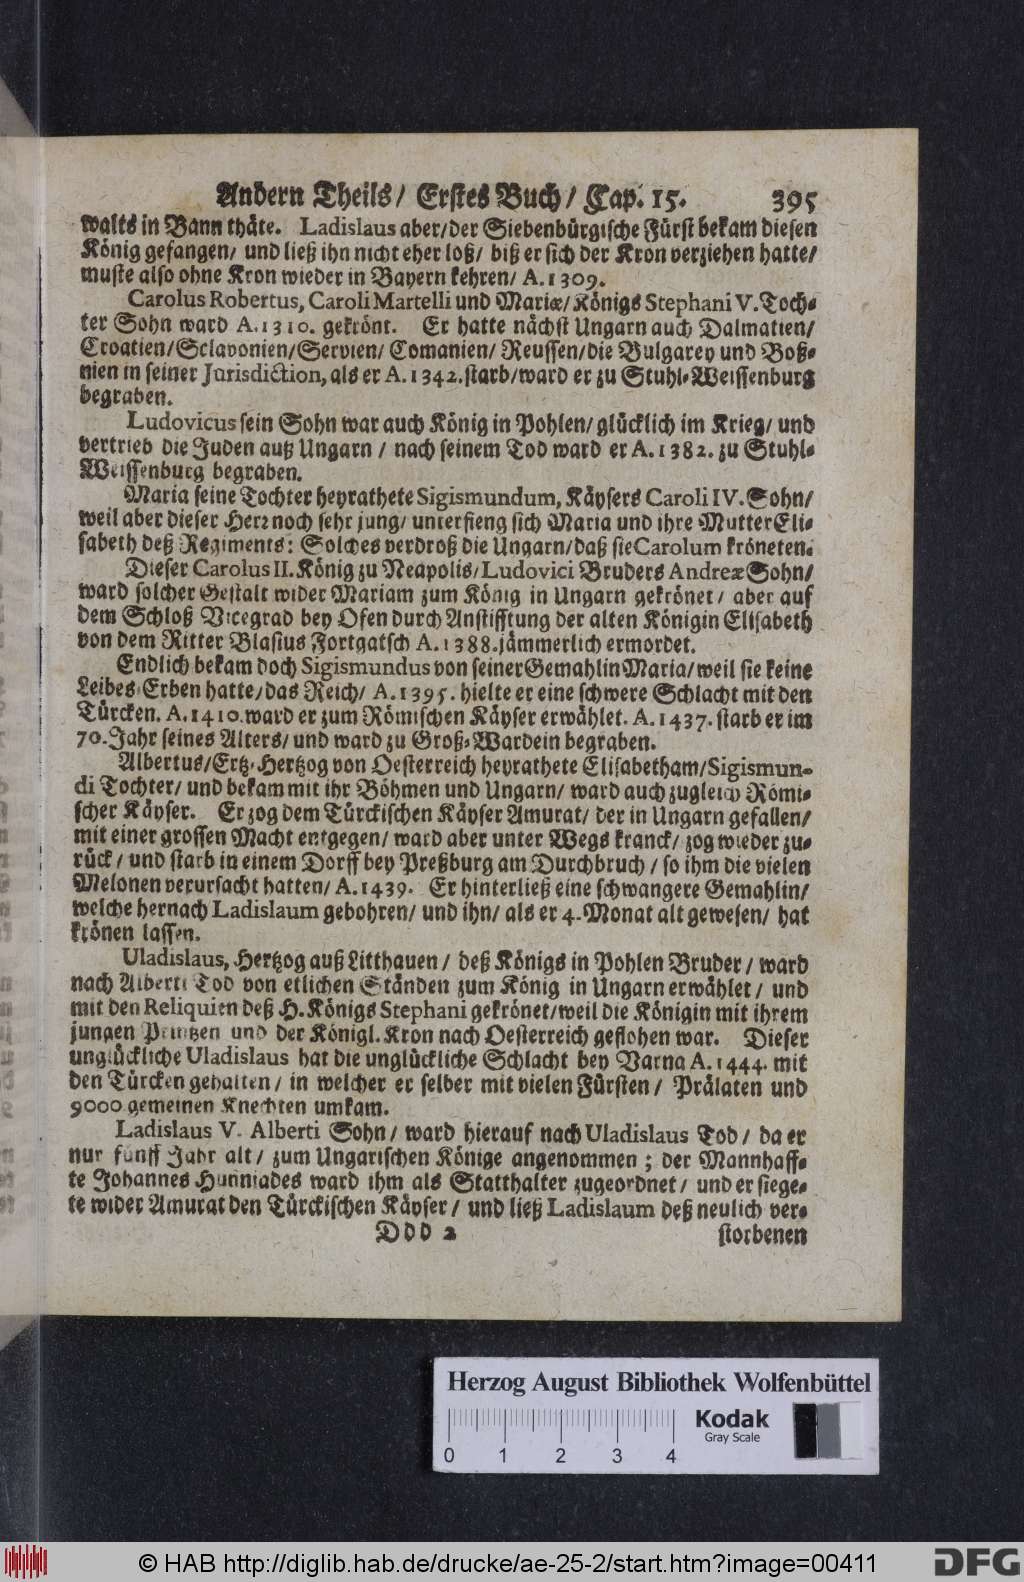 Andern Theils/ Erstes Buch/ Cap. 15. 395
walts in Bann thäte. Ladislaus aber/der Siebenbürgische Fürst bekam diesen
König gefangen/ und ließ ihn nicht eher loß/ biß er sich der Kron verziehen hatte/
muste also ohne Kron wieder in Bayern kehren/ A. 1309.
Carolus Robertus, Caroli Martelli und Mariæ/ Königs Stephani V. Toch-
ter Sohn ward A. 1310. gekrönt. Er hatte nächst Ungarn auch Dalmatien/
Croatien/Sclavonien/Servien/ Comanien/ Reussen/die Bulgarey und Boß-
nien in seiner Jurisdiction, als er A. 1342. starb/ward er zu Stuhl-Weissenburg
begraben.
Ludovicus sein Sohn war auch König in Pohlen/ glücklich im Krieg/ und
vertrieb die Juden auß Ungarn / nach seinem Tod ward er A. 1382. zu Stuhl-
Weissenburg begraben.
Maria seine Tochter heyrathete Sigismundum, Käysers Caroli IV. Sohn/
weil aber dieser Herr noch sehr jung/ unterfieng sich Maria und ihre Mutter Eli-
sabeth deß Regiments: Solches verdroß die Ungarn/daß sie Carolum kröneten.
Dieser Carolus II. König zu Neapolis/ Ludovici Bruders Andreæ Sohn/
ward solcher Gestalt wider Mariam zum König in Ungarn gekrönet/ aber auf
dem Schloß Vicegrad bey Ofen durch Anstifftung der alten Königin Elisabeth
von dem Ritter Blasius Forgatsch A. 1388. jämmerlich ermordet.
Endlich bekam doch Sigismundus von seiner Gemahlin Maria/ weil sie keine
Leibes-Erben hatte/das Reich/ A. 1395. hielte er eine schwere Schlacht mit den
Türcken. A. 1410. ward er zum Römischen Käyser erwählet. A. 1437. starb er im
70. Jahr seines Alters/ und ward zu Groß-Wardein begraben.
Albertus/Ertz-Hertzog von Oesterreich heyrathete Elisabetham/Sigismun-
di Tochter/ und bekam mit ihr Böhmen und Ungarn/ ward auch zugleich Römi-
scher Käyser. Er zog dem Türckischen Käyser Amurat/ der in Ungarn gefallen/
mit einer grossen Macht entgegen/ ward aber unter Wegs kranck/ zog wieder zu-
rück/ und starb in einem Dorff bey Preßburg am Durchbruch / so ihm die vielen
Melonen verursacht hatten/ A. 1439. Er hinterließ eine schwangere Gemahlin/
welche hernach Ladislaum gebohren/ und ihn/ als er 4. Monat alt gewesen/ hat
krönen lassen.
Uladislaus, Hertzog auß Litthauen / deß Königs in Pohlen Bruder / ward
nach Alberti Tod von etlichen Ständen zum König in Ungarn erwählet / und
mit den Reliquien deß H. Königs Stephani gekrönet/weil die Königin mit ihrem
jungen Printzen und der Königl. Kron nach Oesterreich geflohen war. Dieser
unglückliche Uladislaus hat die unglückliche Schlacht bey Varna A. 1444. mit
den Türcken gehalten / in welcher er selber mit vielen Fürsten / Prälaten und
9000 gemeinen Knechten umkam.
Ladislaus V. Alberti Sohn/ ward hierauf nach Uladislaus Tod / da er
nur fünff Jahr alt / zum Ungarischen Könige angenommen ; der Mannhaff-
te Johannes Hunniades ward ihm als Statthalter zugeordnet / und er siege-
te wider Amurat den Türckischen Käyser / und ließ Ladislaum deß neulich ver-
Ddd 2 storbenen
Herzog August Bibliothek Wolfenbüttel
0 1 2 3 4
Kodak
Gray Scale
© HAB http://diglib.hab.de/drucke/ae-25-2/start.htm?image=00411
DFG